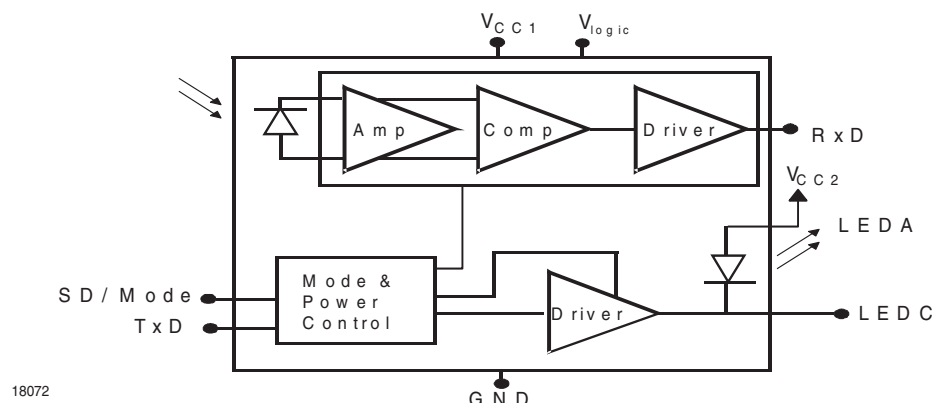 VCC1
Vlogic
Amp
Comp
Driver
RxD
VCC2
LEDA
SD/Mode
TxD
Mode &
Power
Control
Driver
LEDC
18072
GND